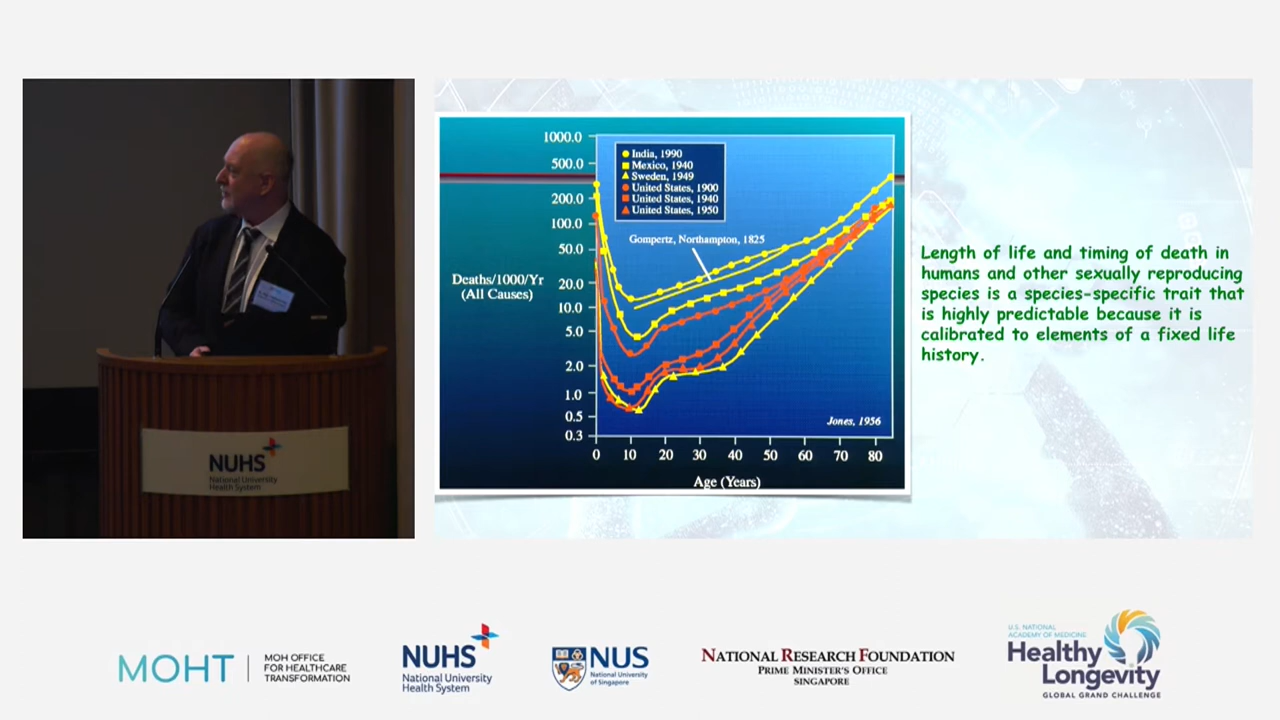 NUHS
National University
Health System
1000.0
500.0
200.0
100.0
50.0
20.0
10.0
5.0
2.0
1.0
0.5
0.3
Deaths/1000/Yr
(All Causes)
India, 1990
Mexico, 1940
Sweden, 1949
United States, 1900
United States, 1940
United States, 1950
Gompertz, Northampton, 1825
Jones, 1956
0 10 20 30 40 50 60 70 80
Age (Years)
Length of life and timing of death in
humans and other sexually reproducing
species is a species-specific trait that
is highly predictable because it is
calibrated to elements of a fixed life
history.
MOHT
MOH OFFICE
FOR HEALTHCARE
TRANSFORMATION
NUHS
National University
Health System
NUS
National University
of Singapore
NATIONAL RESEARCH FOUNDATION
PRIME MINISTER'S OFFICE
SINGAPORE
U.S. NATIONAL
ACADEMY OF MEDICINE
Healthy
Longevity
GLOBAL GRAND CHALLENGE